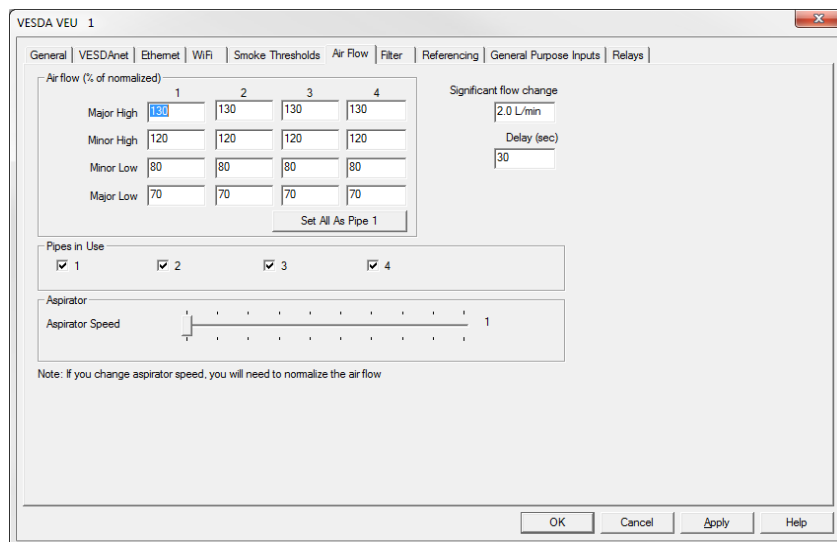 VESDA VEU 1
General VESDAnet Ethernet WiFi Smoke Thresholds Air Flow Filter Referencing General Purpose Inputs Relays
Air flow (% of normalized)
1 2 3 4
Major High 130 130 130 130
Minor High 120 120 120 120
Minor Low 80 80 80 80
Major Low 70 70 70 70
Set All As Pipe 1
Significant flow change
2.0 L/min
Delay (sec)
30
Pipes in Use
1 2 3 4
Aspirator
Aspirator Speed 1
Note: If you change aspirator speed, you will need to normalize the air flow
OK Cancel Apply Help